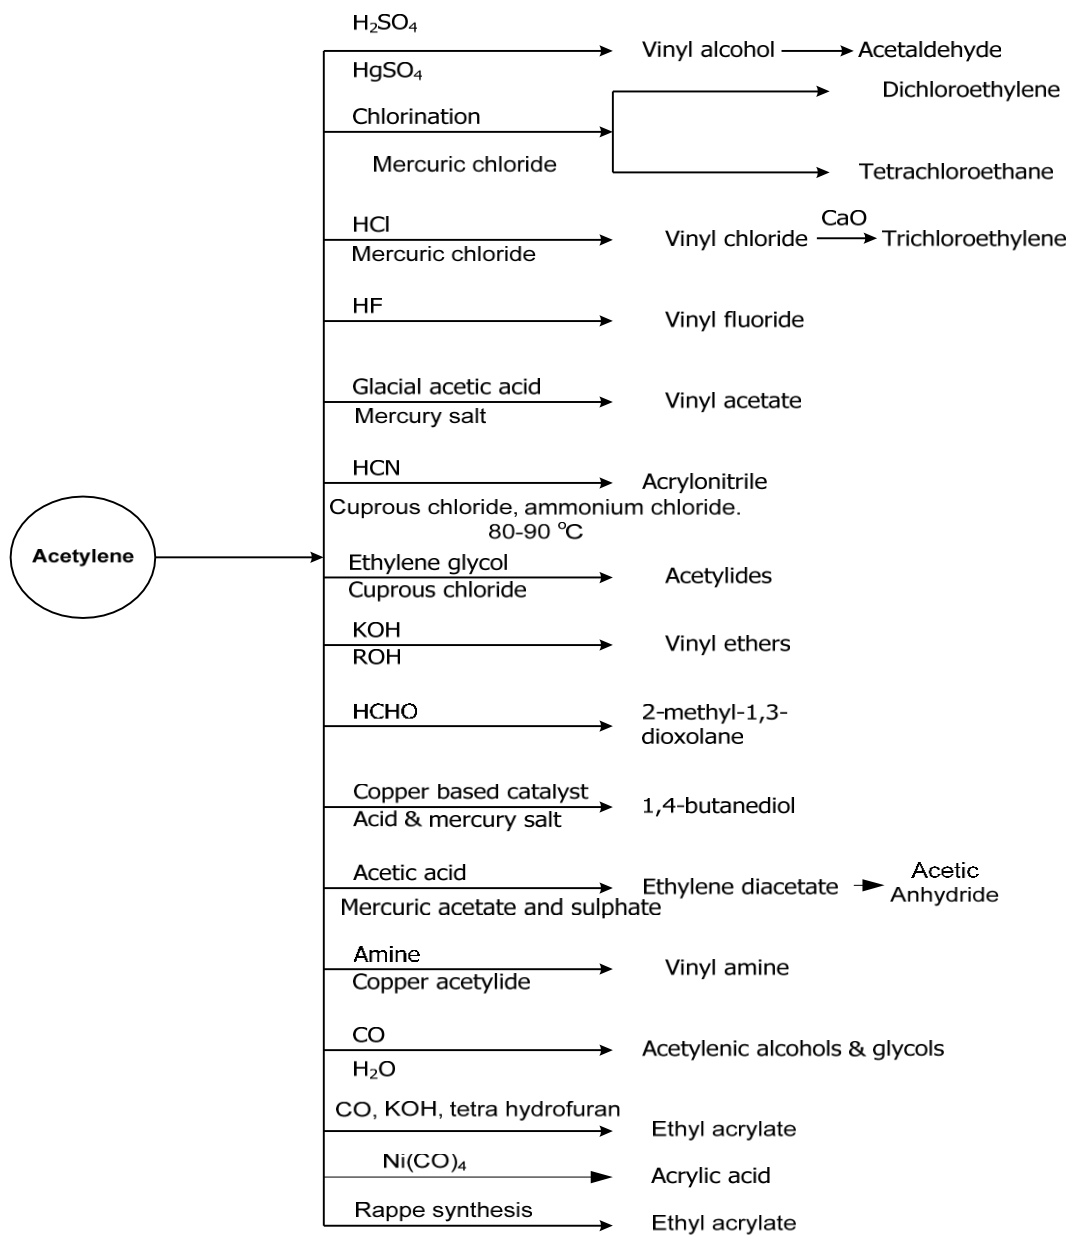 H₂SO₄
Vinyl alcohol
Acetaldehyde
HgSO₄
Dichloroethylene
Chlorination
Mercuric chloride
Tetrachloroethane
HCl
CaO
Vinyl chloride
Trichloroethylene
Mercuric chloride
HF
Vinyl fluoride
Glacial acetic acid
Vinyl acetate
Mercury salt
HCN
Acrylonitrile
Cuprous chloride, ammonium chloride.
80-90 °C
Acetylene
Ethylene glycol
Acetylides
Cuprous chloride
KOH
Vinyl ethers
ROH
HCHO
2-methyl-1,3-
dioxolane
Copper based catalyst
1,4-butanediol
Acid & mercury salt
Acetic acid
Ethylene diacetate
Acetic
Anhydride
Mercuric acetate and sulphate
Amine
Vinyl amine
Copper acetylide
CO
Acetylenic alcohols & glycols
H₂O
CO, KOH, tetra hydrofuran
Ethyl acrylate
Ni(CO)₄
Acrylic acid
Rappe synthesis
Ethyl acrylate